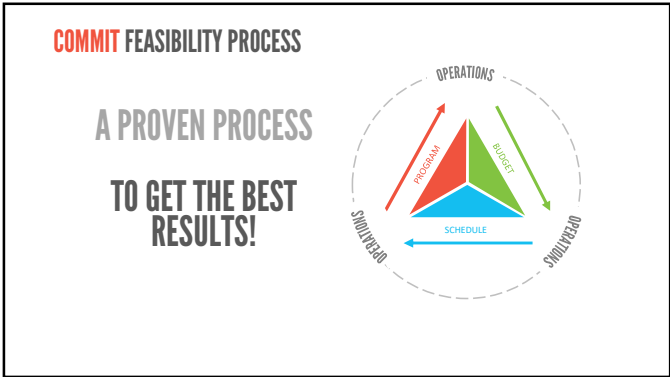 COMMIT FEASIBILITY PROCESS
A PROVEN PROCESS
TO GET THE BEST
RESULTS!
OPERATIONS
PROGRAM
BUDGET
SCHEDULE
OPERATIONS
OPERATIONS